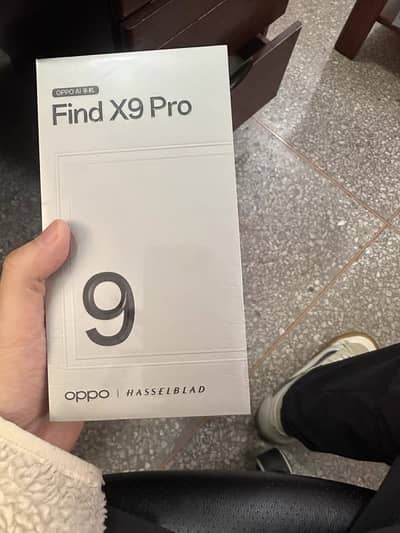 OPPO AI 手机
Find X9 Pro
9
oppo | HASSELBLAD